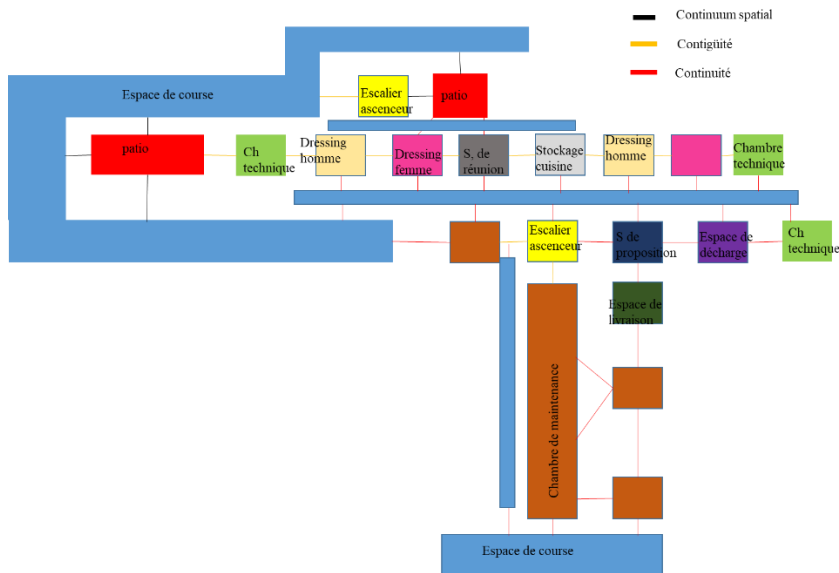 Continuum spatial
Contigüité
Continuité
Espace de course
Escalier
ascenceur
patio
patio
Ch
technique
Dressing
homme
Dressing
femme
S, de
réunion
Stockage
cuisine
Dressing
homme
Chambre
technique
Escalier
ascenceur
S de
proposition
Espace de
décharge
Ch
technique
Espace de
livraison
Chambre de maintenance
Espace de course